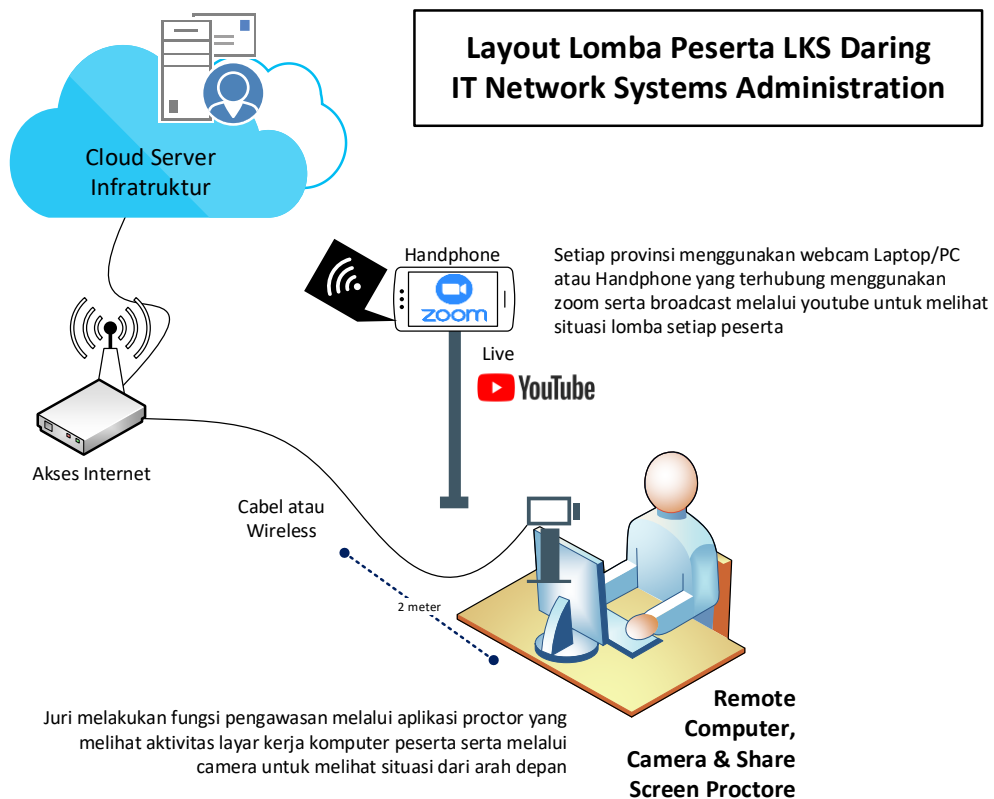 Layout Lomba Peserta LKS Daring
IT Network Systems Administration
Cloud Server
Infratruktur
Handphone
zoom
Setiap provinsi menggunakan webcam Laptop/PC
atau Handphone yang terhubung menggunakan
zoom serta broadcast melalui youtube untuk melihat
situasi lomba setiap peserta
Live
YouTube
Akses Internet
Cabel atau
Wireless
2 meter
Juri melakukan fungsi pengawasan melalui aplikasi proctor yang
melihat aktivitas layar kerja komputer peserta serta melalui
camera untuk melihat situasi dari arah depan
Remote
Computer,
Camera & Share
Screen Proctore